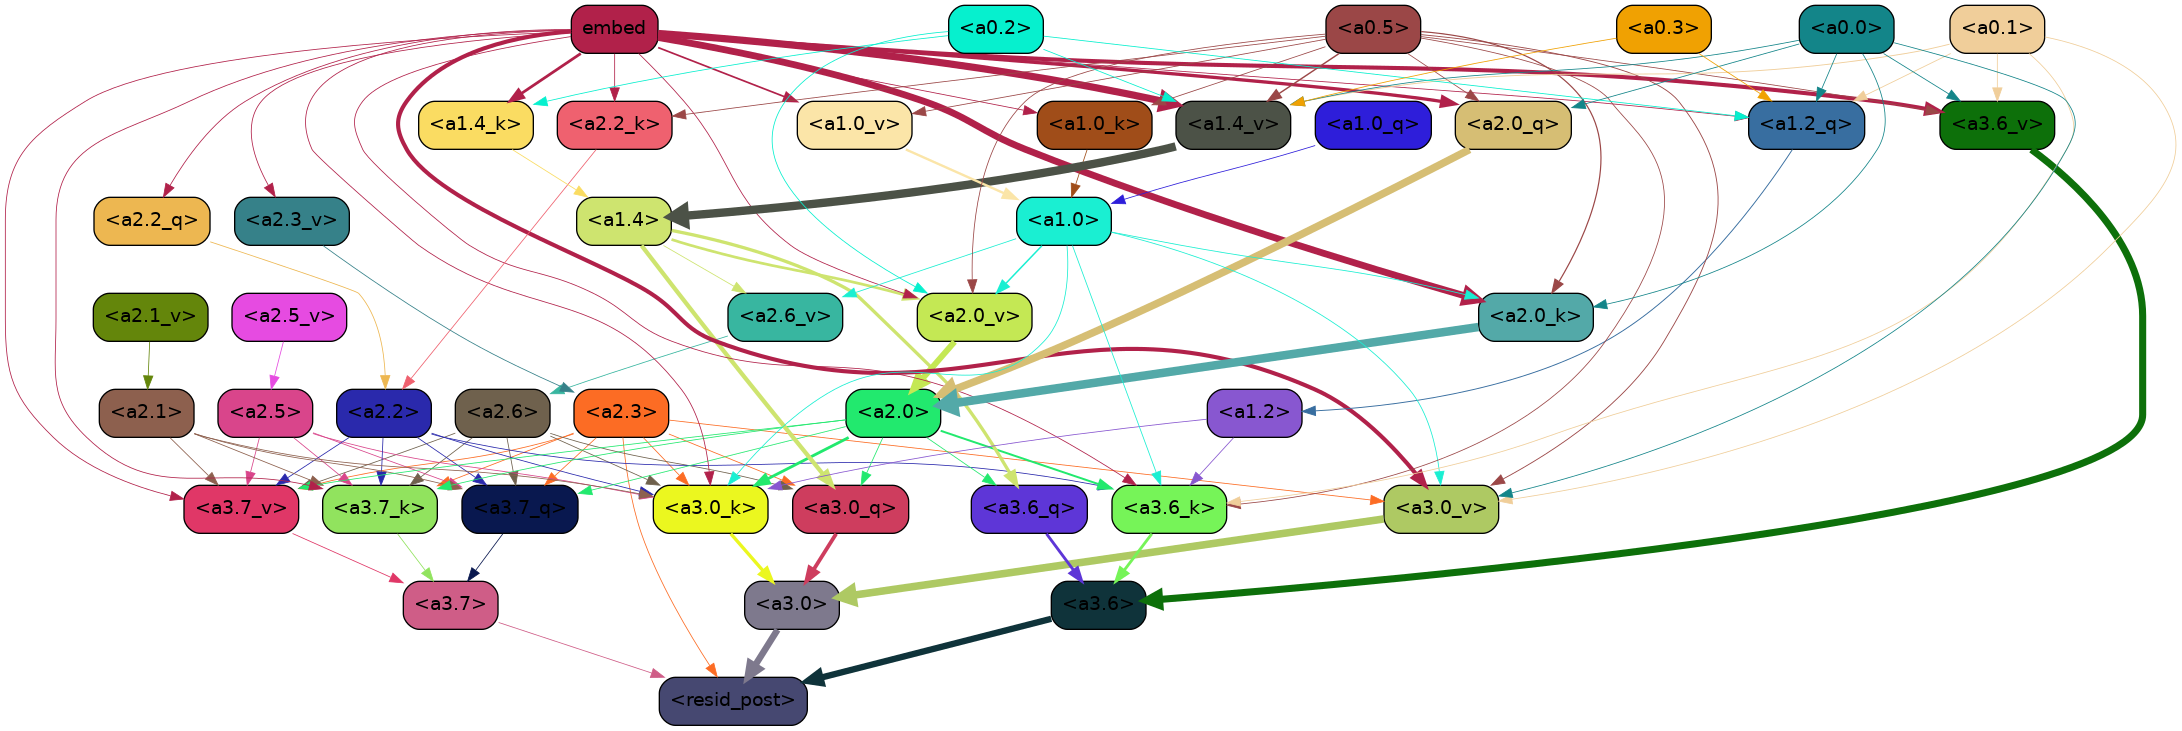 embed <a0.2> <a0.5> <a0.3> <a0.0> <a0.1>
<a1.4_k> <a2.2_k> <a1.0_v> <a1.0_k> <a1.4_v> <a1.0_q> <a2.0_q> <a1.2_q> <a3.6_v>
<a2.2_q> <a2.3_v> <a1.4> <a1.0>
<a2.1_v> <a2.5_v> <a2.6_v> <a2.0_v> <a2.0_k>
<a2.1> <a2.5> <a2.2> <a2.6> <a2.3> <a2.0> <a1.2>
<a3.7_v> <a3.7_k> <a3.7_q> <a3.0_k> <a3.0_q> <a3.6_q> <a3.6_k> <a3.0_v>
<a3.7> <a3.0> <a3.6>
<resid_post>